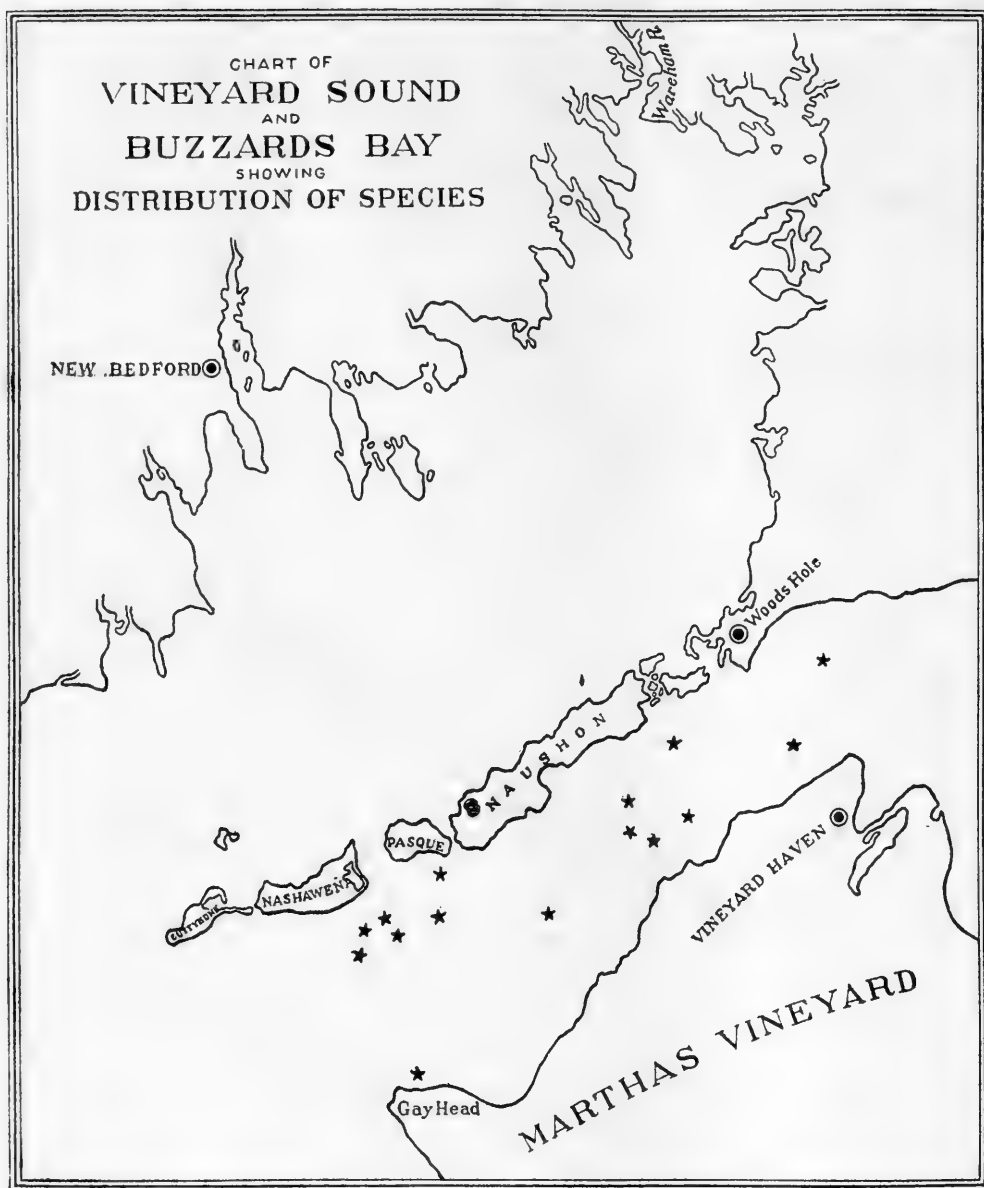 CHART OF
VINEYARD SOUND
AND
BUZZARDS BAY
SHOWING
DISTRIBUTION OF SPECIES
Wareham R.
NEW BEDFORD
Woods Hole
NAUSHON
PASQUE
NASHAWENA
CUTTYHUNK
VINEYARD HAVEN
MARTHAS VINEYARD
Gay Head